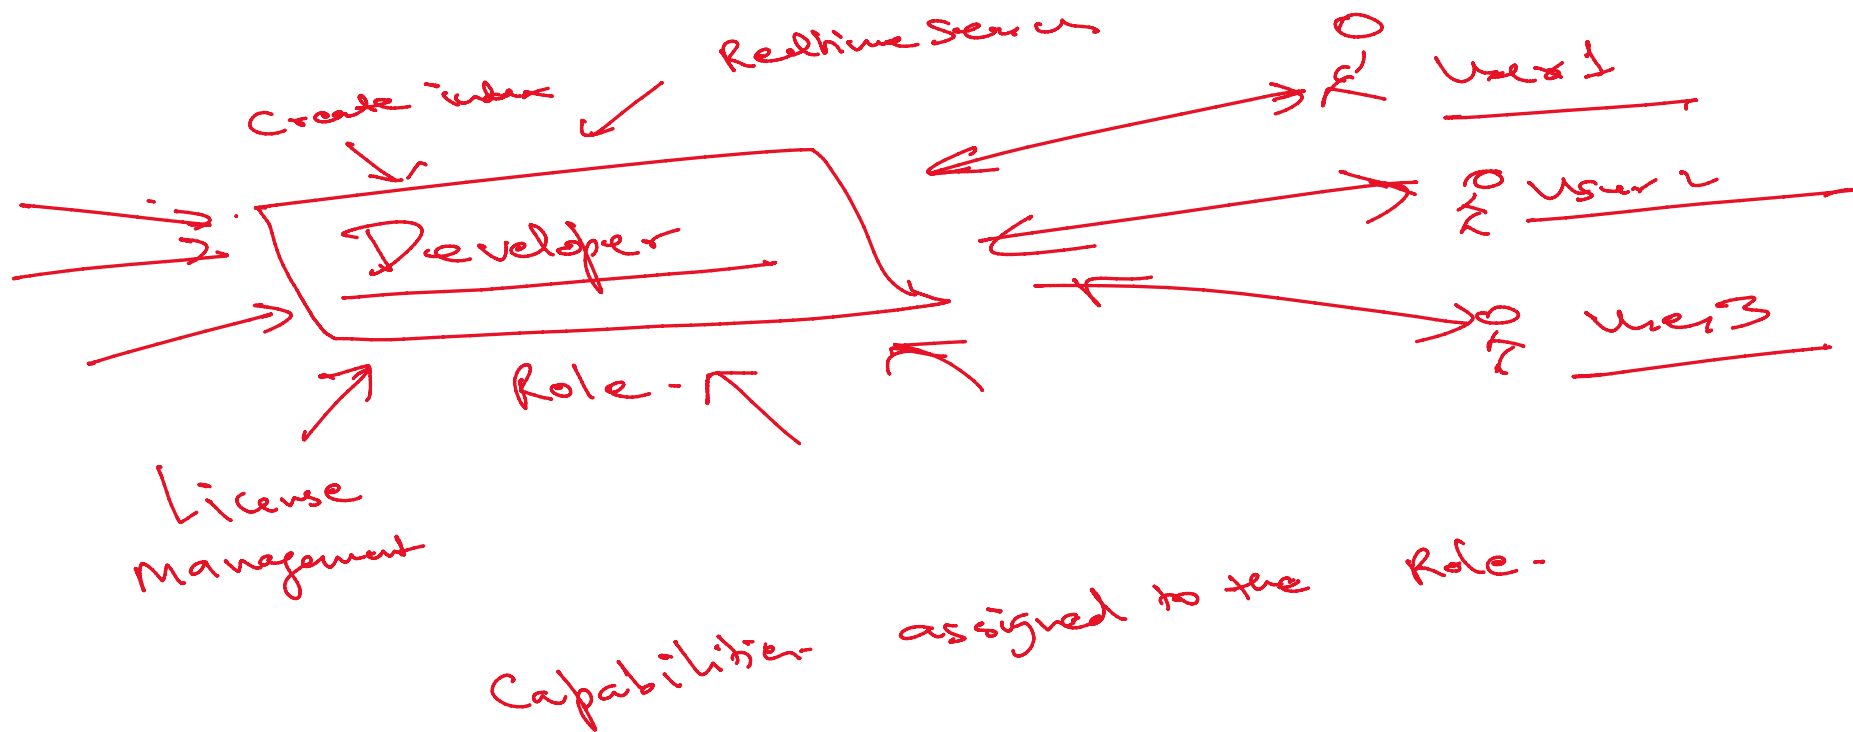 Realtime Search
Create index
User 1
User 2
Developer
User 3
Role -
License
Management
Capabilities assigned to the Role -